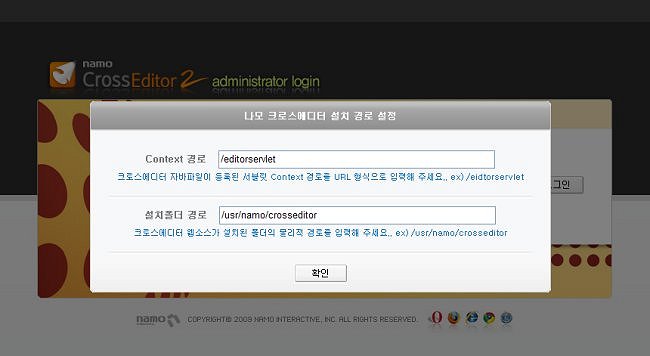 namo
CrossEditor 2 administrator login
나모 크로스에디터 설치 경로 설정
Context 경로 /editorservlet
크로스에디터 자바파일이 등록된 서블릿 Context 경로를 URL 형식으로 입력해 주세요,, ex) /eidtorservlet
로그인
설치폴더 경로 /usr/namo/crosseditor
크로스에디터 웹소스가 설치된 폴더의 물리적 경로를 입력해 주세요,, ex) /usr/namo/crosseditor
확인
namo COPYRIGHT© 2009 NAMO INTERACTIVE, INC. ALL RIGHTS RESERVED.